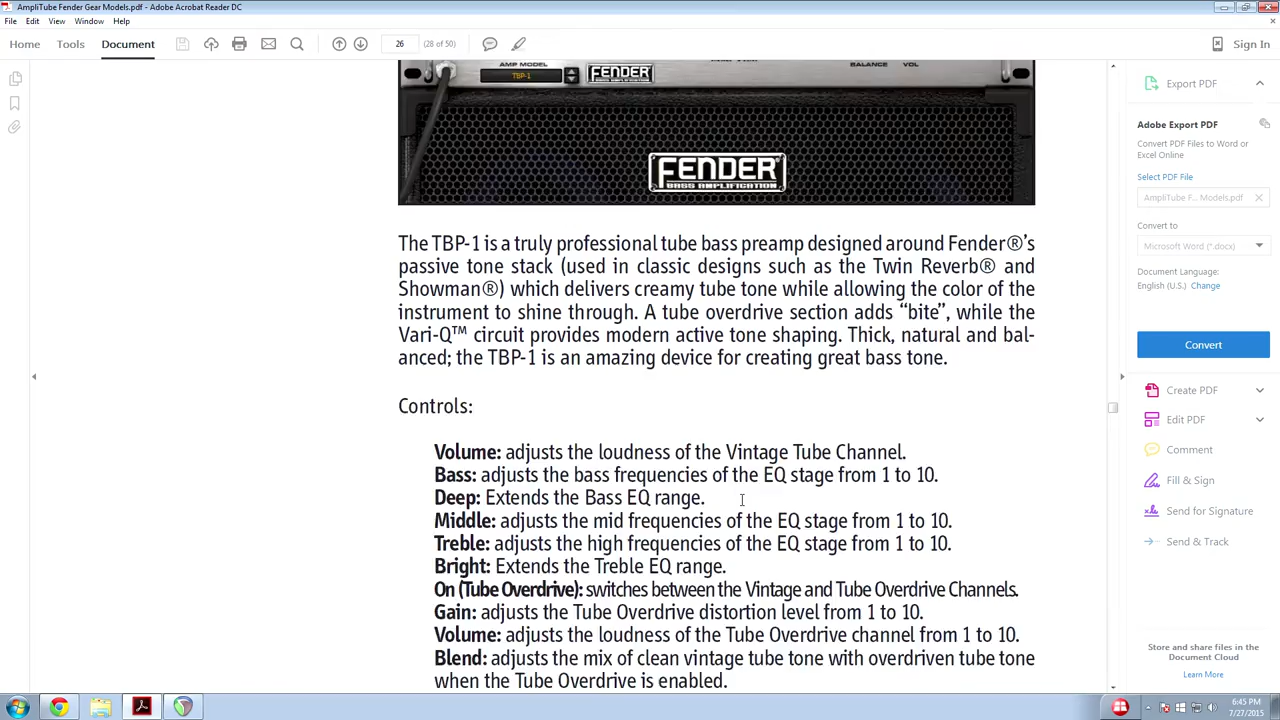 AmpliTube Fender Gear Models.pdf - Adobe Acrobat Reader DC
File Edit View Window Help
Home Tools Document 26 (28 of 50) Sign In
AMP MODEL BALANCE VOL
TBP-1 FENDER
FENDER
BASS AMPLIFICATION
The TBP-1 is a truly professional tube bass preamp designed around Fender®'s
passive tone stack (used in classic designs such as the Twin Reverb® and
Showman®) which delivers creamy tube tone while allowing the color of the
instrument to shine through. A tube overdrive section adds “bite”, while the
Vari-Q™ circuit provides modern active tone shaping. Thick, natural and bal-
anced; the TBP-1 is an amazing device for creating great bass tone.
Controls:
Volume: adjusts the loudness of the Vintage Tube Channel.
Bass: adjusts the bass frequencies of the EQ stage from 1 to 10.
Deep: Extends the Bass EQ range.
Middle: adjusts the mid frequencies of the EQ stage from 1 to 10.
Treble: adjusts the high frequencies of the EQ stage from 1 to 10.
Bright: Extends the Treble EQ range.
On (Tube Overdrive): switches between the Vintage and Tube Overdrive Channels.
Gain: adjusts the Tube Overdrive distortion level from 1 to 10.
Volume: adjusts the loudness of the Tube Overdrive channel from 1 to 10.
Blend: adjusts the mix of clean vintage tube tone with overdriven tube tone
when the Tube Overdrive is enabled.
Export PDF
Adobe Export PDF
Convert PDF Files to Word or
Excel Online
Select PDF File
AmpliTube F... Models.pdf
Convert to
Microsoft Word (*.docx)
Document Language:
English (U.S.) Change
Convert
Create PDF
Edit PDF
Comment
Fill & Sign
Send for Signature
Send & Track
Store and share files in the
Document Cloud
Learn More
6:45 PM
7/27/2015